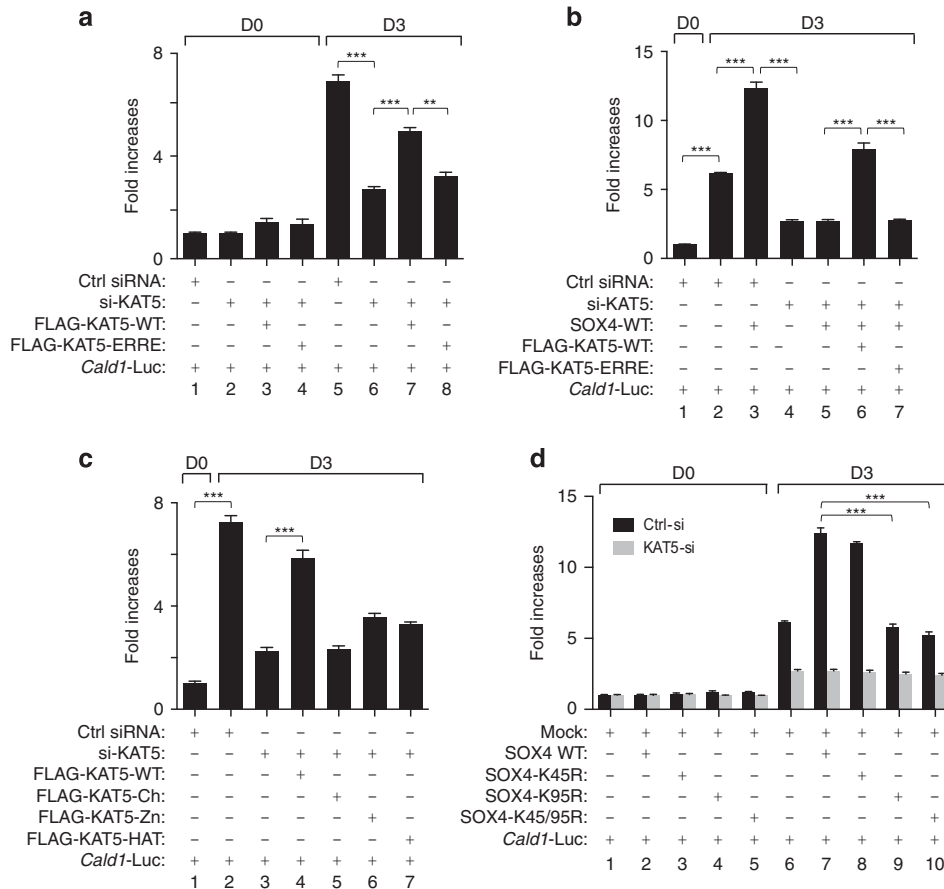 a
D0 D3
Fold increases
8
4
0
***
***
**
Ctrl siRNA: + – – – + – – –
si-KAT5: – + + + – + + +
FLAG-KAT5-WT: – – + – – – + –
FLAG-KAT5-ERRE: – – – + – – – +
Cald1-Luc: + + + + + + + +
1 2 3 4 5 6 7 8
b
D0 D3
Fold increases
15
10
5
0
***
***
***
***
***
+ + + – – – –
si-KAT5: – – – + + + +
SOX4-WT: – – + – + + +
FLAG-KAT5-WT: – – – – – + –
FLAG-KAT5-ERRE: – – – – – – +
Cald1-Luc: + + + + + + +
1 2 3 4 5 6 7
c
D0 D3
Fold increases
8
4
0
***
***
Ctrl siRNA: + + – – – – –
si-KAT5: – – + + + + +
FLAG-KAT5-WT: – – – + – – –
FLAG-KAT5-Ch: – – – – + – –
FLAG-KAT5-Zn: – – – – – + –
FLAG-KAT5-HAT: – – – – – – +
Cald1-Luc: + + + + + + +
1 2 3 4 5 6 7
d
D0 D3
Fold increases
15
10
5
0
Ctrl-si
KAT5-si
***
***
Mock: + + + + + + + + + +
SOX4 WT: – + – – – – + – – –
SOX4-K45R: – – + – – – – + – –
SOX4-K95R: – – – + – – – – + –
SOX4-K45/95R: – – – – + – – – – +
Cald1-Luc: + + + + + + + + + +
1 2 3 4 5 6 7 8 9 10